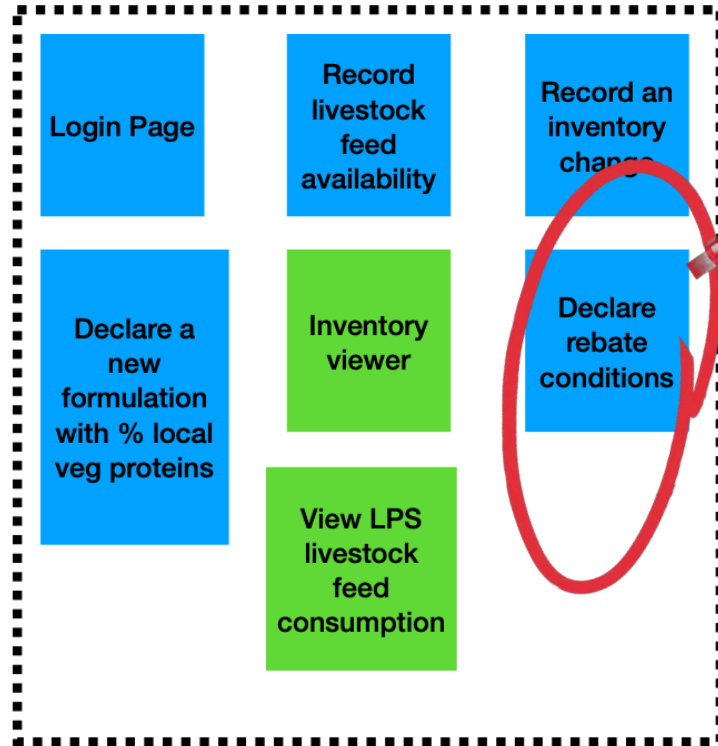 Login Page
Record
livestock
feed
availability
Record an
inventory
change
Declare a
new
formulation
with % local
veg proteins
Inventory
viewer
Declare
rebate
conditions
View LPS
livestock
feed
consumption